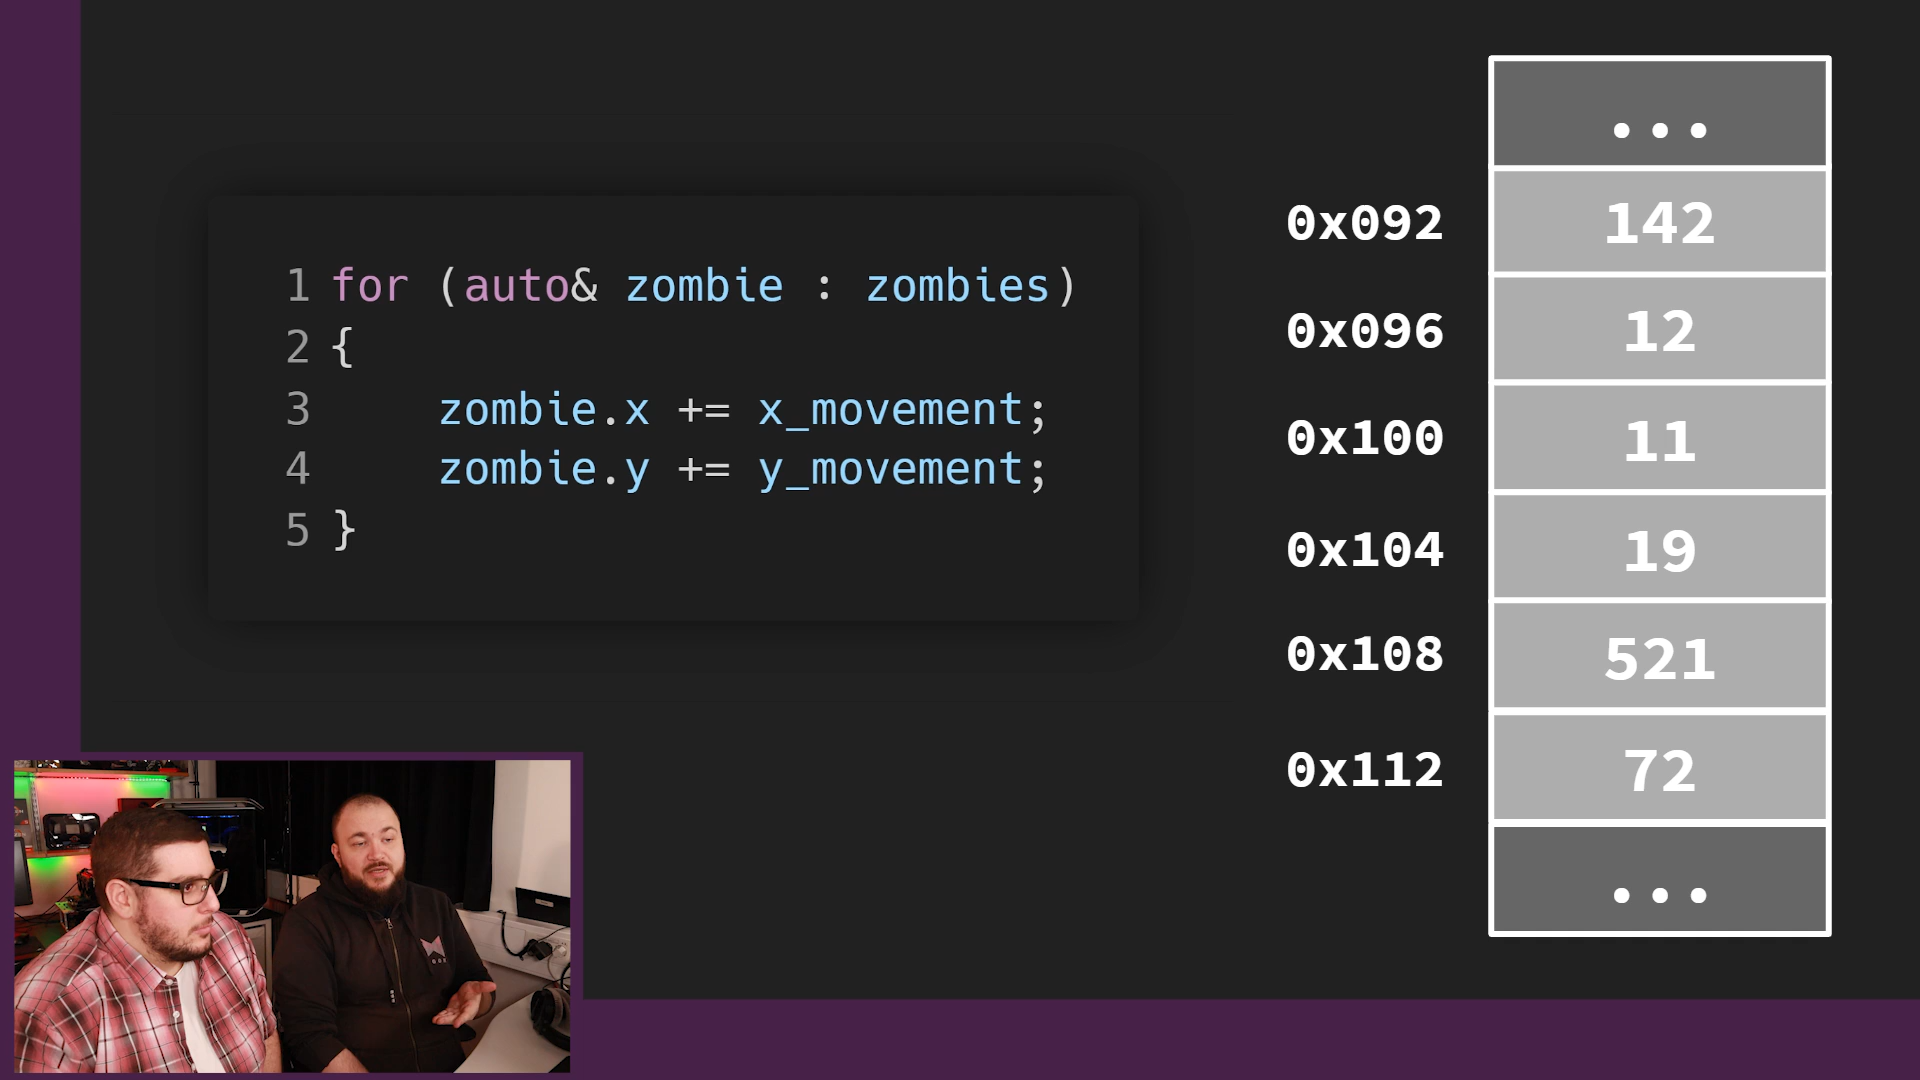 1 for (auto& zombie : zombies)
2 {
3 zombie.x += x_movement;
4 zombie.y += y_movement;
5 }
...
0x092 142
0x096 12
0x100 11
0x104 19
0x108 521
0x112 72
...